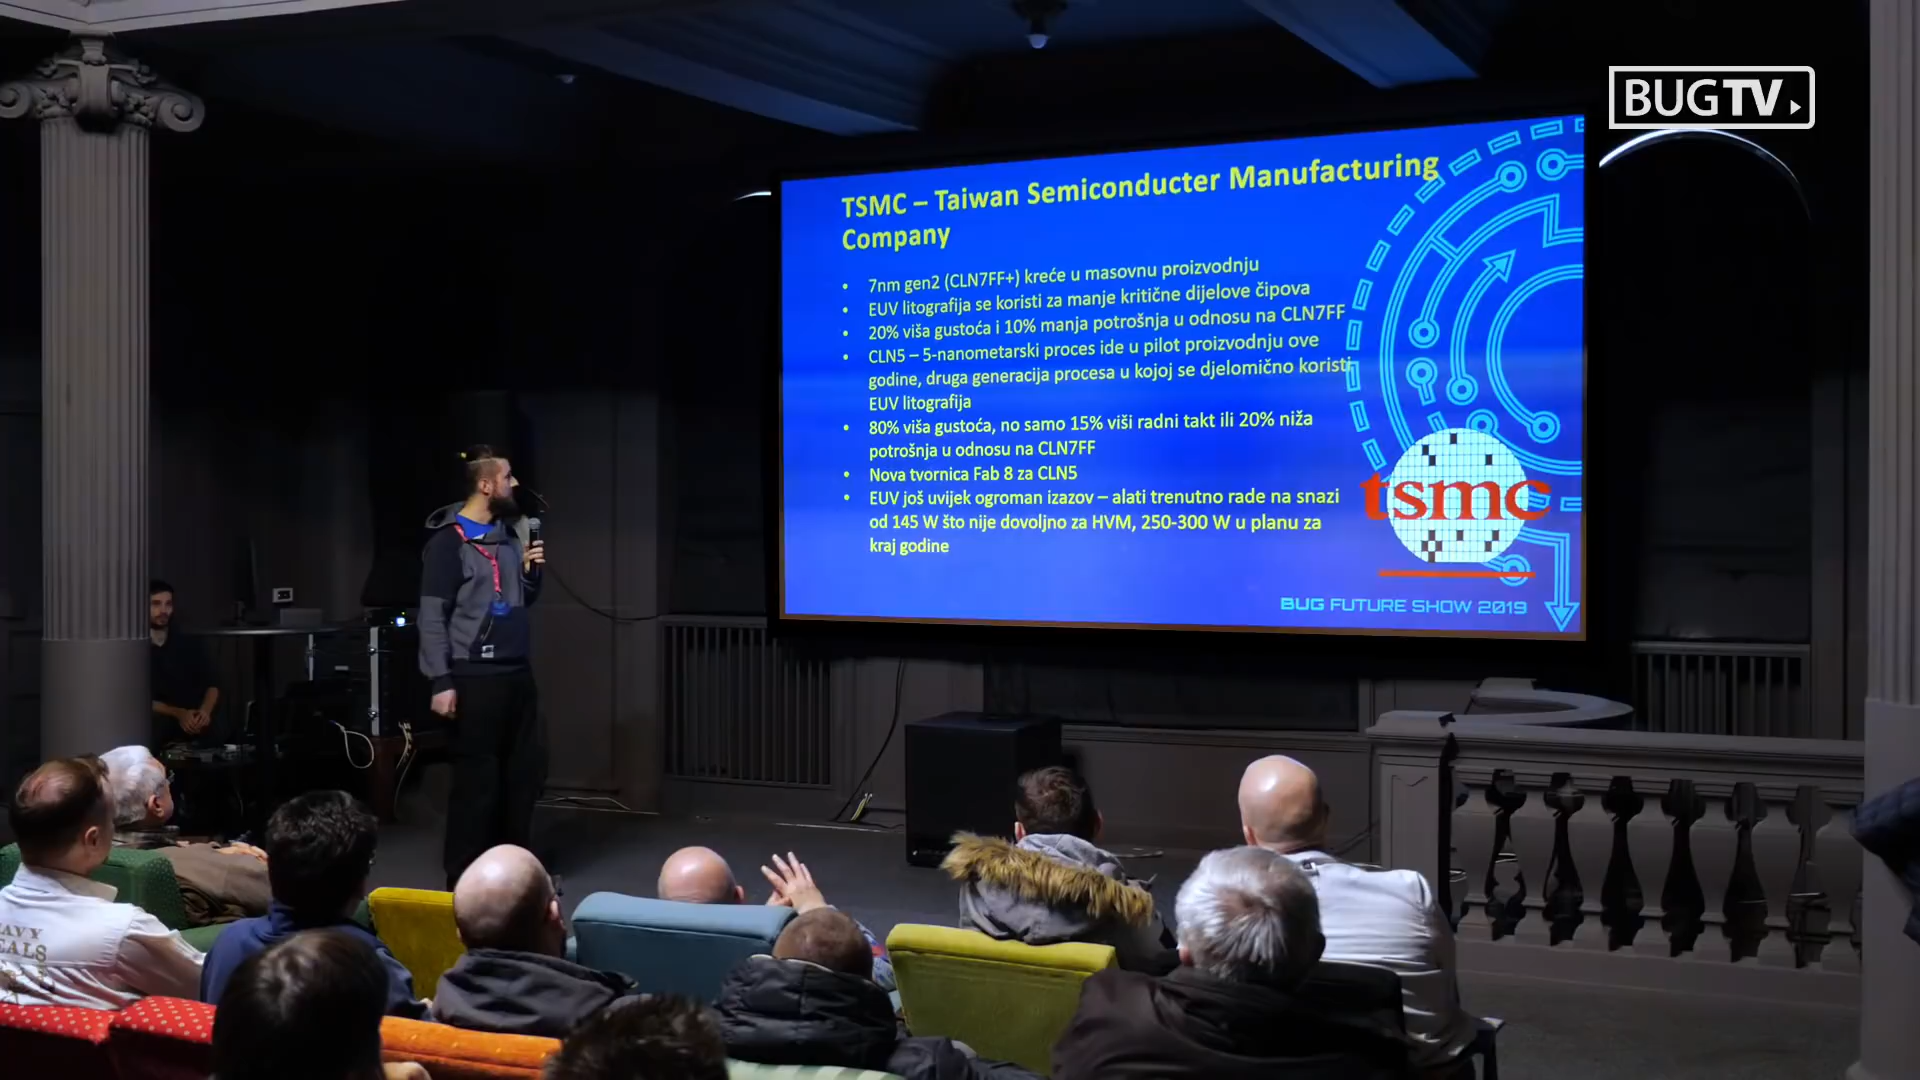 BUGTV
TSMC – Taiwan Semiconducter Manufacturing
Company
• 7nm gen2 (CLN7FF+) kreće u masovnu proizvodnju
• EUV litografija se koristi za manje kritične dijelove čipova
• 20% viša gustoća i 10% manja potrošnja u odnosu na CLN7FF
• CLN5 – 5-nanometarski proces ide u pilot proizvodnju ove
godine, druga generacija procesa u kojoj se djelomično koristi
EUV litografija
• 80% viša gustoća, no samo 15% viši radni takt ili 20% niža
potrošnja u odnosu na CLN7FF
• Nova tvornica Fab 8 za CLN5
• EUV još uvijek ogroman izazov – alati trenutno rade na snazi
od 145 W što nije dovoljno za HVM, 250-300 W u planu za
kraj godine
tsmc
BUG FUTURE SHOW 2019